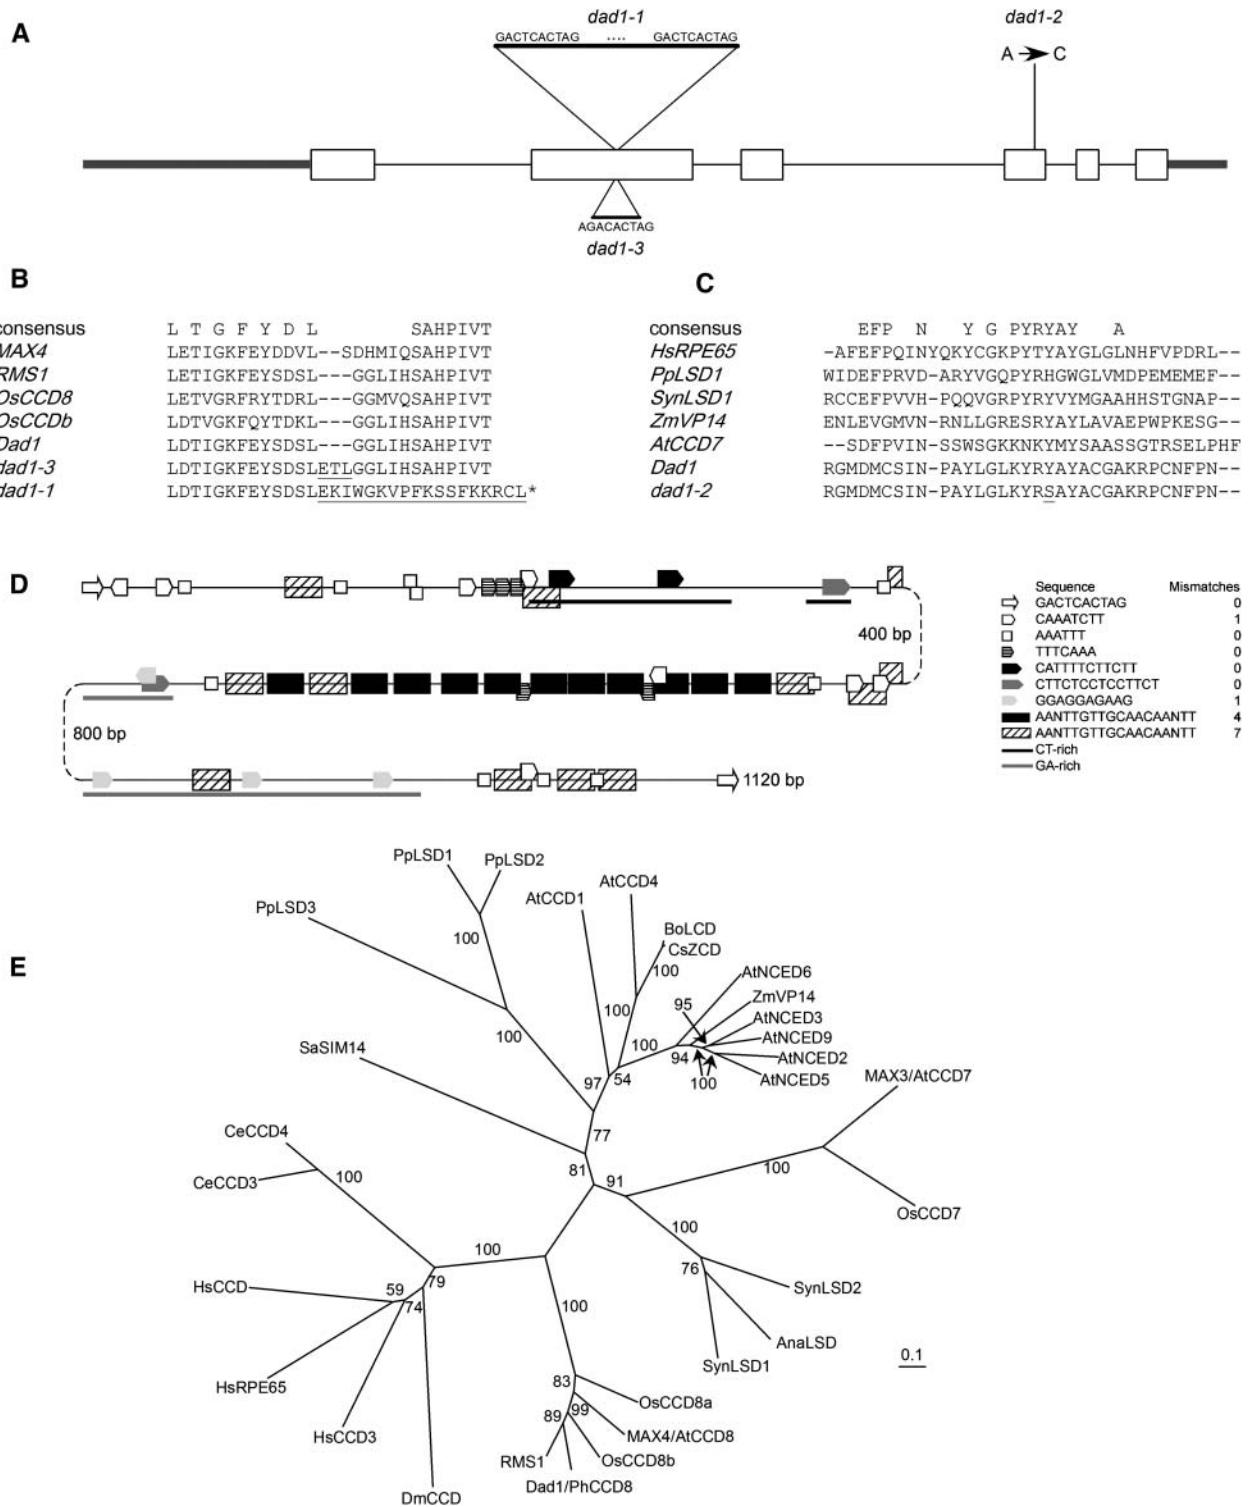 A
dad1-1
GACTCACTAG .... GACTCACTAG
dad1-2
A C
AGACACTAG
dad1-3
B
consensus L T G F Y D L SAHPIVT
MAX4 LETIGKFEYDDVL--SDHMIQSAHPIVT
RMS1 LETIGKFEYSDSL---GGLIHSAHPIVT
OsCCD8 LETVGRFRYTDRL---GGMVQSAHPIVT
OsCCDb LDTVGKFQYTDKL---GGLIQSAHPIVT
Dad1 LDTIGKFEYSDSL---GGLIHSAHPIVT
dad1-3 LDTIGKFEYSDSLETLGGLIHSAHPIVT
dad1-1 LDTIGKFEYSDSLEKIWGKVPFKSSFKKRCL*
C
consensus EFP N Y G PYRYAY A
HsRPE65 -AFEFPQINYQKYCGKPYTYAYGLGLNHFVPDRL--
PpLSD1 WIDEFPRVD-ARYVGQPYRHGWGLVMDPEMEMEF---
SynLSD1 RCCEFPVVH-PQQVGRPYRYVYMGAAHHSTGNAP---
ZmVP14 ENLEVGMVN-RNLLGRESRYAYLAVAEPWPKESG---
AtCCD7 --SDFPVIN-SSWSGKKNKYMYSAASSGTRSELPHF
Dad1 RGMDMCSIN-PAYLGLKYRYAYACGAKRPCNFPN---
dad1-2 RGMDMCSIN-PAYLGLKYRSAYACGAKRPCNFPN---
D
400 bp
800 bp
1120 bp
Sequence Mismatches
GACTCACTAG 0
CAAATCTT 1
AAATTT 0
TTTCAAA 0
CATTTTCTTCTT 0
CTTCTCCTCCTTCT 0
GGAGGAGAAG 1
AANTTGTTGCAACAANTT 4
AANTTGTTGCAACAANTT 7
CT-rich
GA-rich
E
PpLSD1
PpLSD2
PpLSD3
100
100
AtCCD1
AtCCD4
BoLCD
CsZCD
100
100
AtNCED6
ZmVP14
AtNCED3
AtNCED9
AtNCED2
AtNCED5
95
100
94
100
97
54
SaSIM14
77
81
91
MAX3/AtCCD7
100
OsCCD7
CeCCD4
CeCCD3
100
100
100
76
SynLSD2
AnaLSD
SynLSD1
HsCCD
59
79
74
HsRPE65
HsCCD3
DmCCD
100
83
99
89
OsCCD8a
MAX4/AtCCD8
OsCCD8b
RMS1
Dad1/PhCCD8
0.1